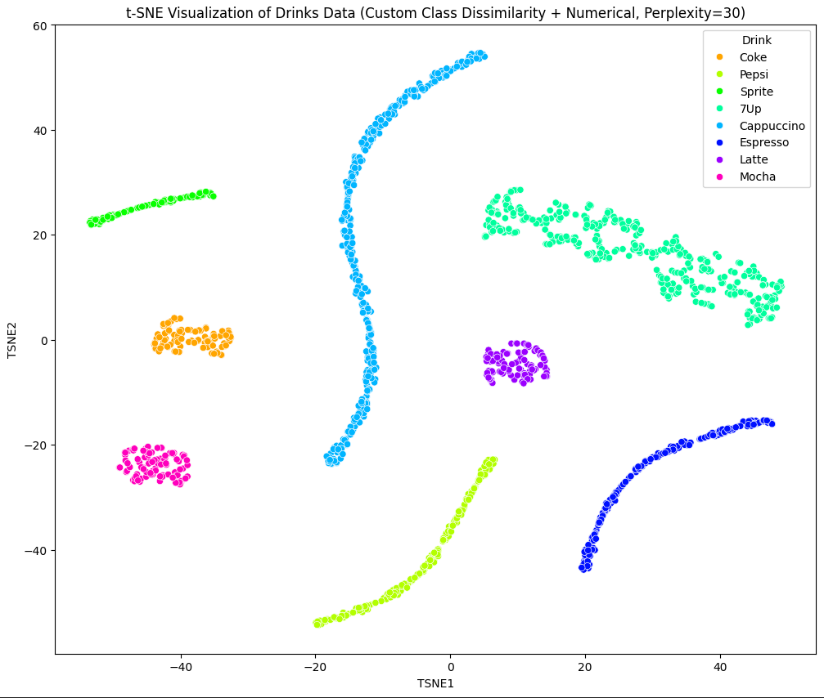 t-SNE Visualization of Drinks Data (Custom Class Dissimilarity + Numerical, Perplexity=30)
60
40
20
0
−20
−40
TSNE2
−40
−20
0
20
40
TSNE1
Drink
Coke
Pepsi
Sprite
7Up
Cappuccino
Espresso
Latte
Mocha